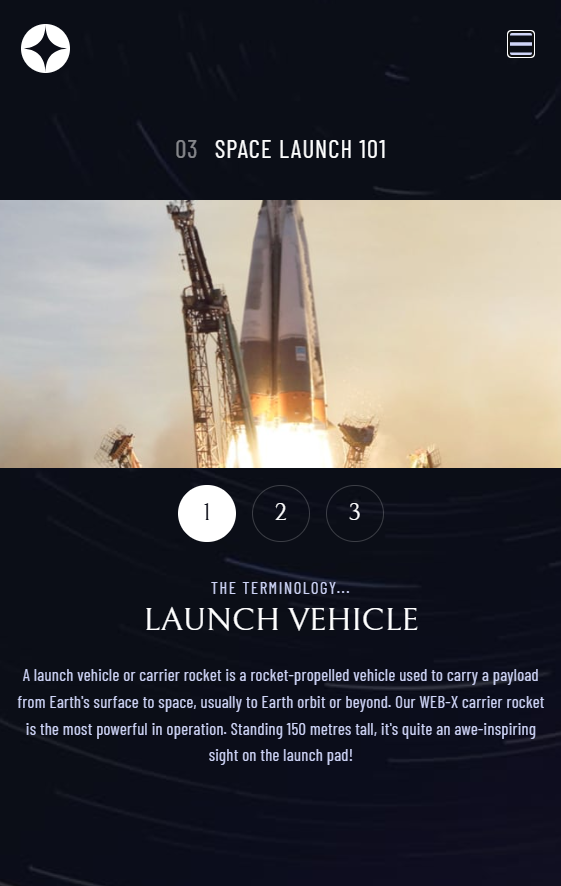 03 SPACE LAUNCH 101
1 2 3
THE TERMINOLOGY...
LAUNCH VEHICLE
A launch vehicle or carrier rocket is a rocket-propelled vehicle used to carry a payload
from Earth's surface to space, usually to Earth orbit or beyond. Our WEB-X carrier rocket
is the most powerful in operation. Standing 150 metres tall, it's quite an awe-inspiring
sight on the launch pad!